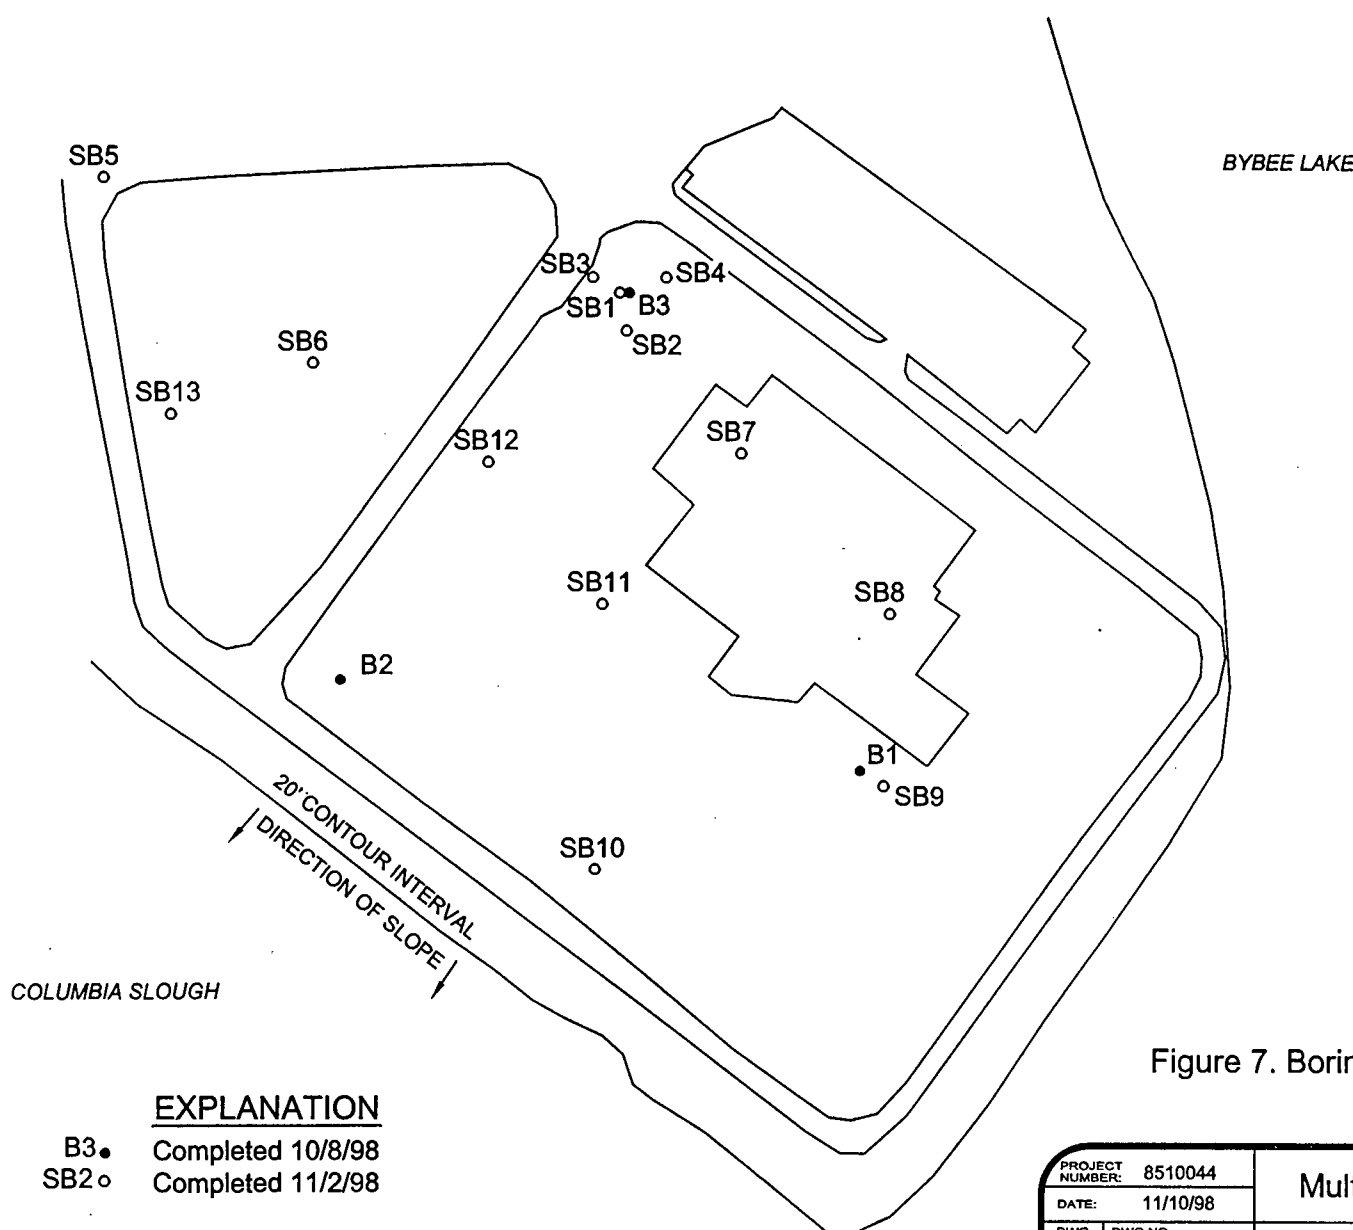 SB5
BYBEE LAKE
SB3
SB4
SB1
B3
SB2
SB6
SB13
SB12
SB7
SB11
SB8
B2
B1
SB9
20' CONTOUR INTERVAL
DIRECTION OF SLOPE
SB10
COLUMBIA SLOUGH
Figure 7. Borin
EXPLANATION
B3 Completed 10/8/98
SB2 Completed 11/2/98
PROJECT NUMBER: 8510044
DATE: 11/10/98